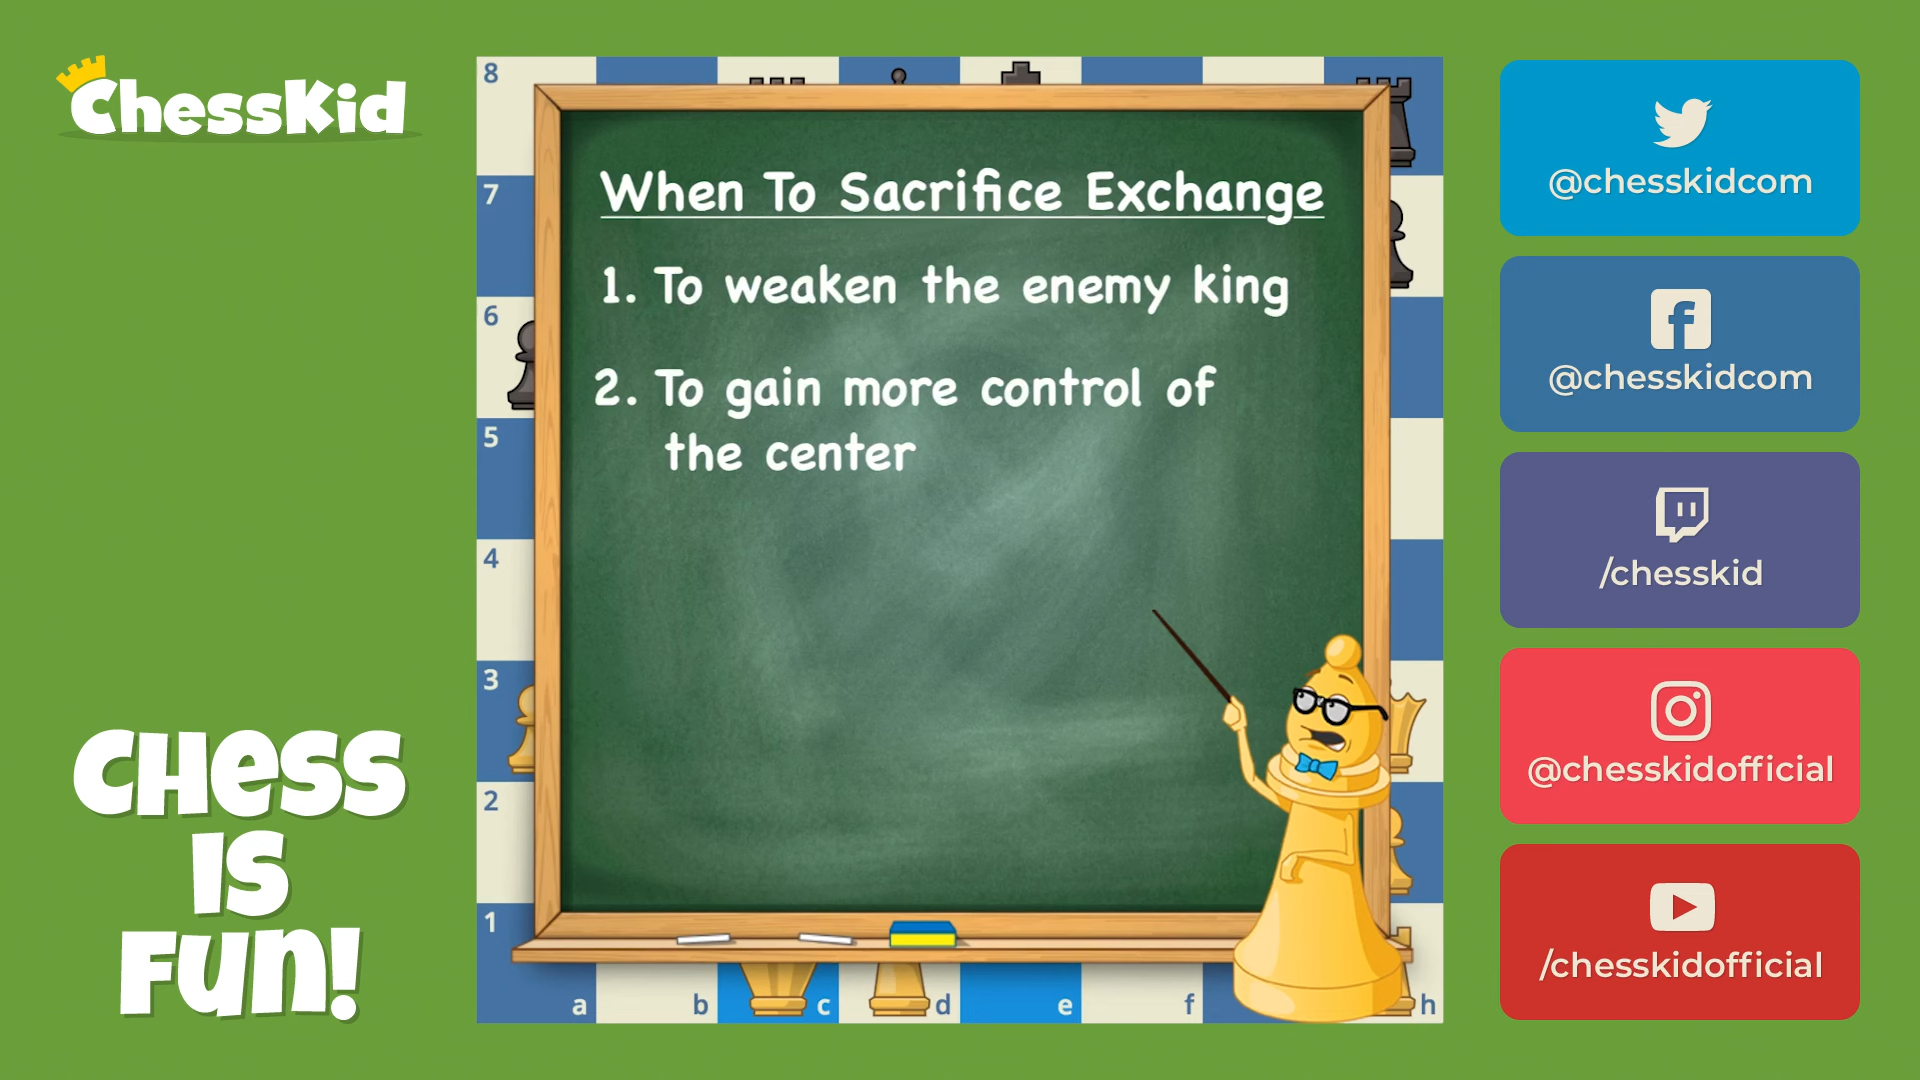 ChessKid
CHESS
IS
FUN!
8
7
6
5
4
3
2
1
a b c d e f h
When To Sacrifice Exchange
1. To weaken the enemy king
2. To gain more control of
the center
@chesskidcom
@chesskidcom
/chesskid
@chesskidofficial
/chesskidofficial